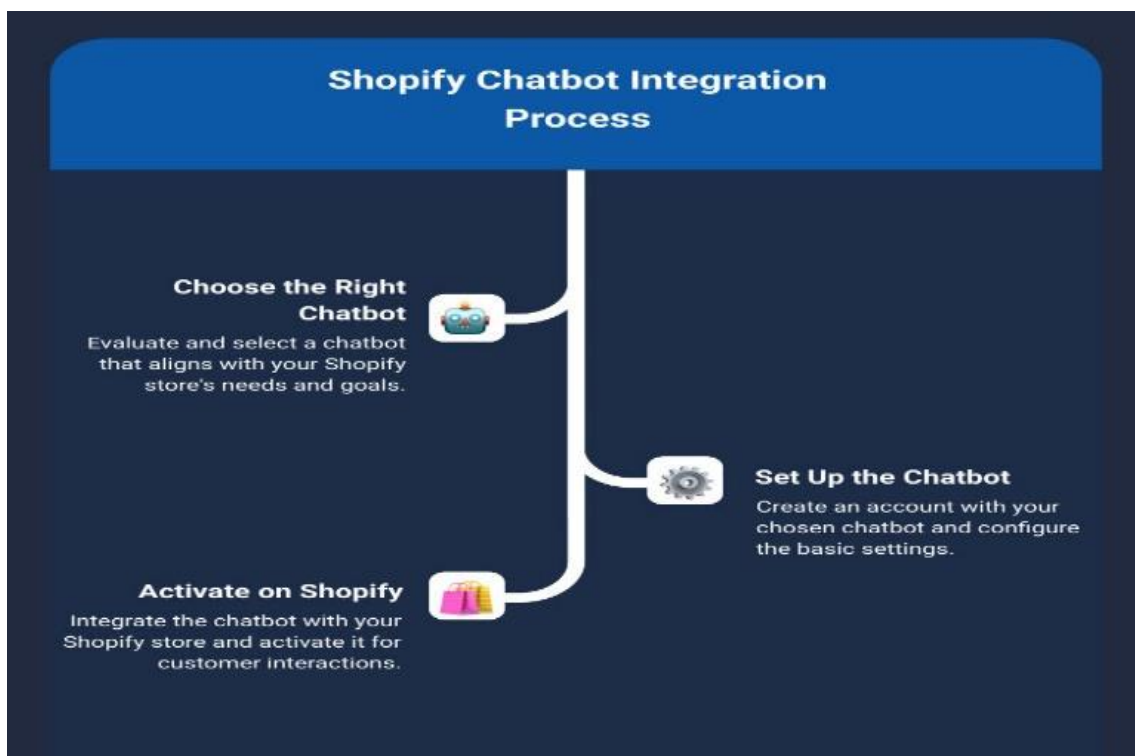 Shopify Chatbot Integration
Process
Choose the Right
Chatbot
Evaluate and select a chatbot
that aligns with your Shopify
store's needs and goals.
Set Up the Chatbot
Create an account with your
chosen chatbot and configure
the basic settings.
Activate on Shopify
Integrate the chatbot with your
Shopify store and activate it for
customer interactions.